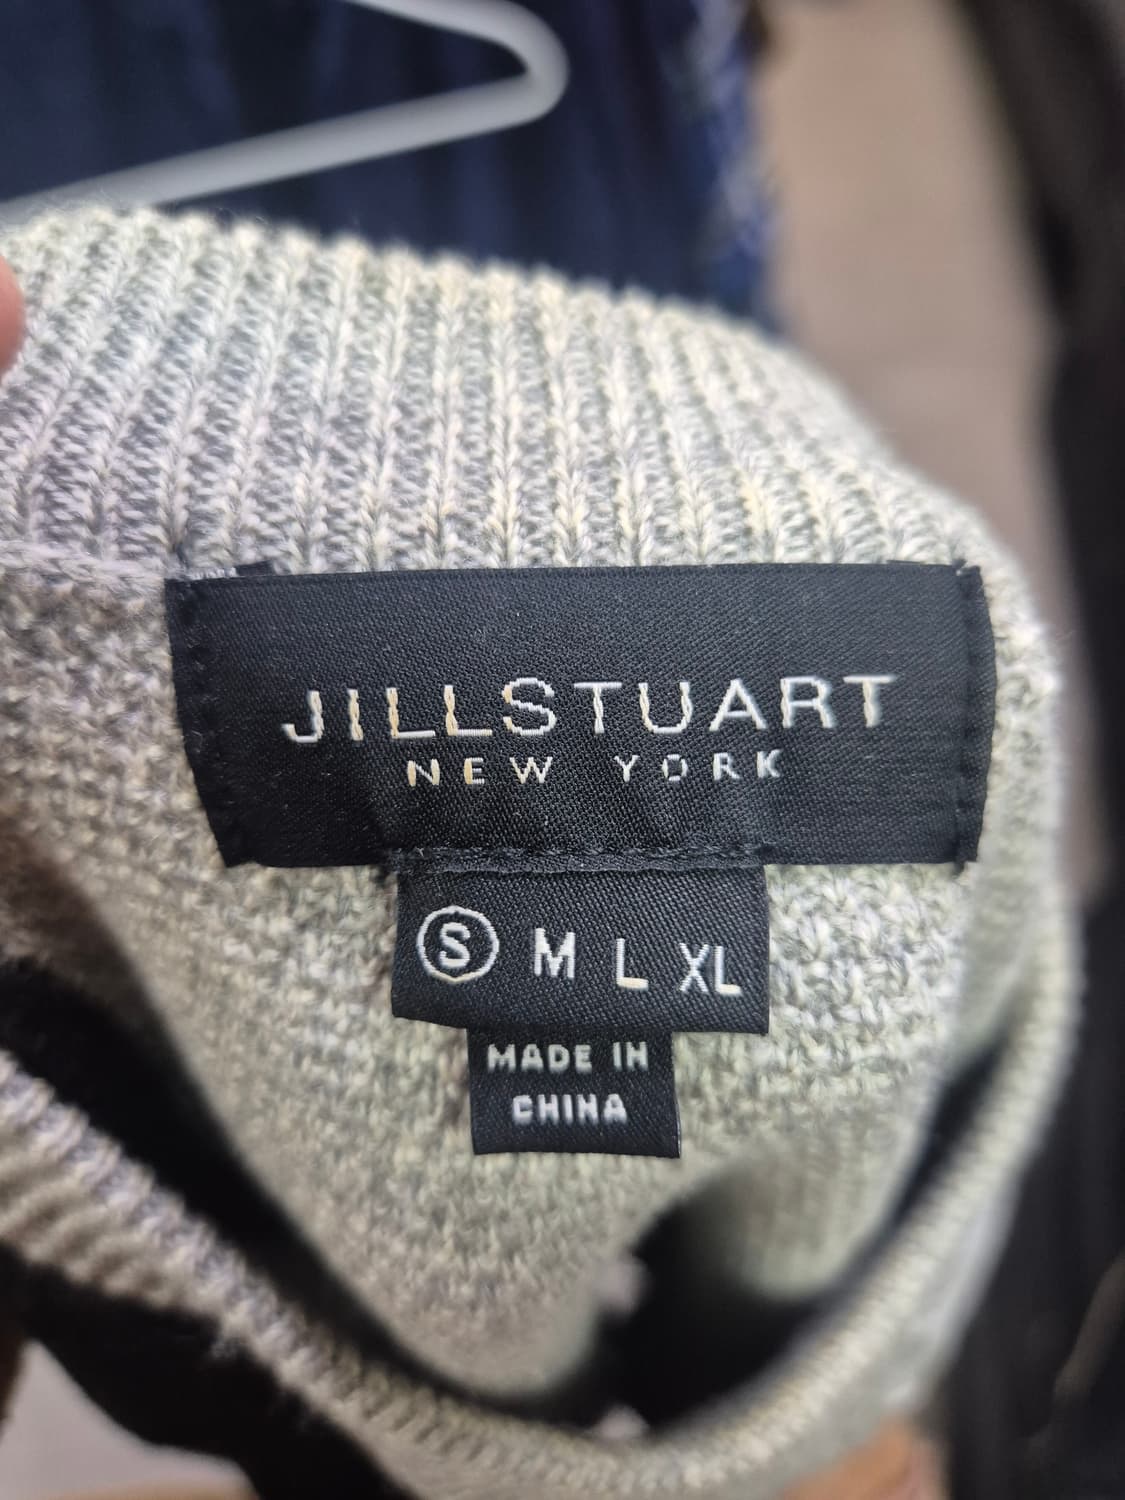 JILLSTUART
NEW YORK
S M L XL
MADE IN
CHINA